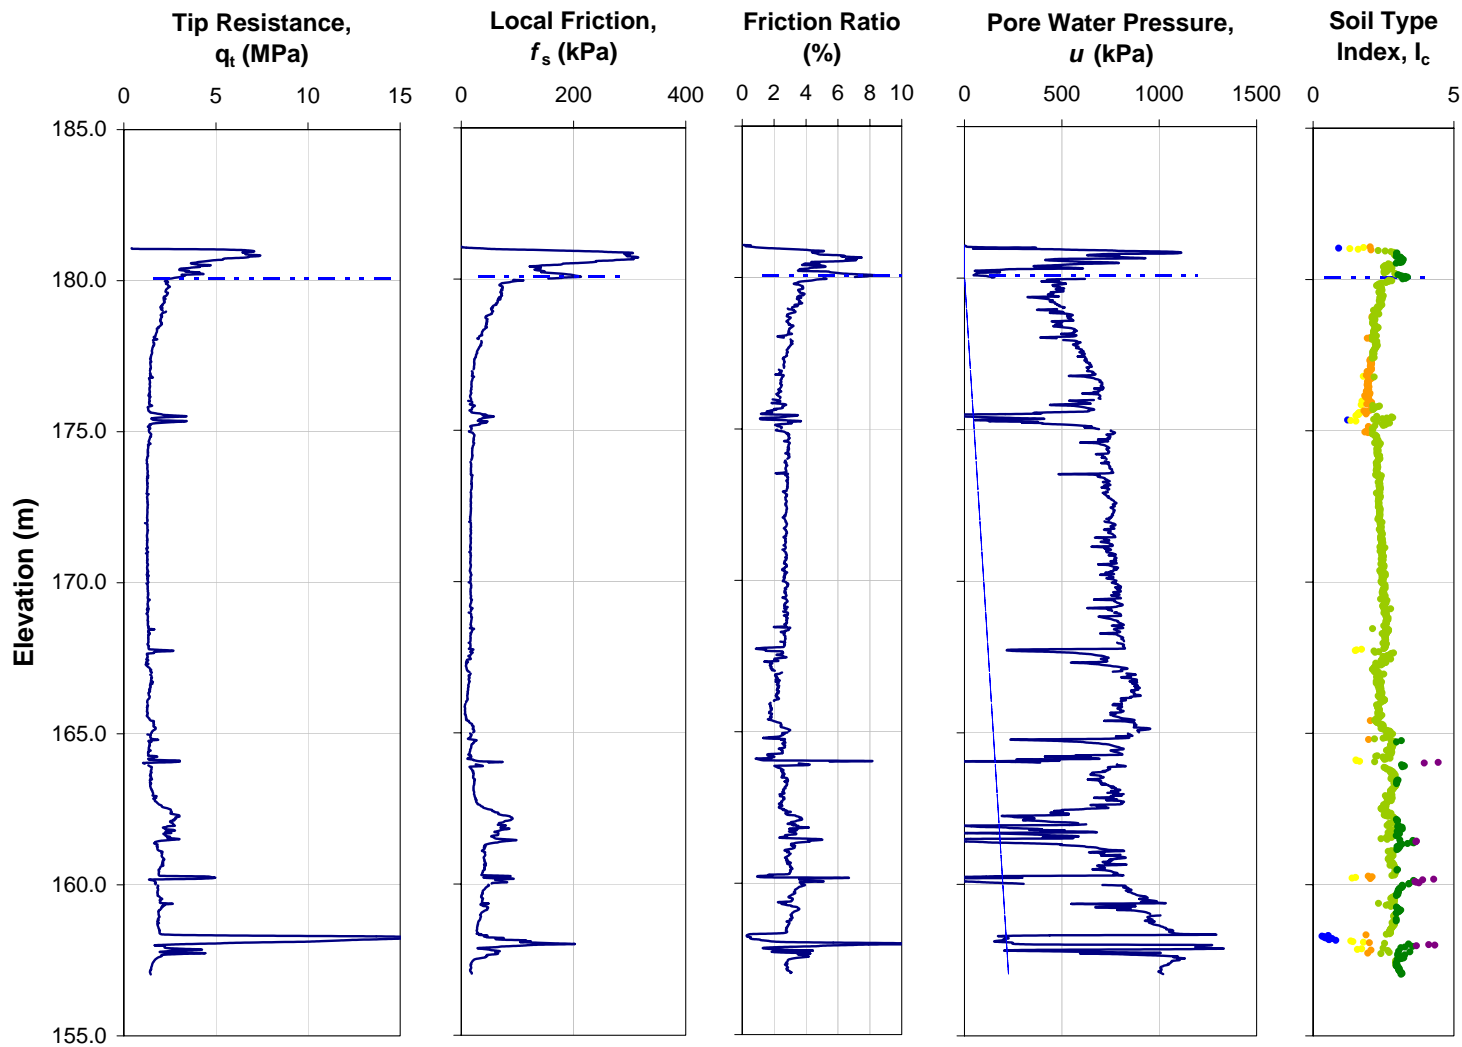 Tip Resistance,
qt (MPa)
Local Friction,
fs (kPa)
Friction Ratio
(%)
Pore Water Pressure,
u (kPa)
Soil Type
Index, Ic
0 5 10 15
0 200 400
0 2 4 6 8 10
0 500 1000 1500
0 5
185.0
180.0
175.0
170.0
165.0
160.0
155.0
Elevation (m)